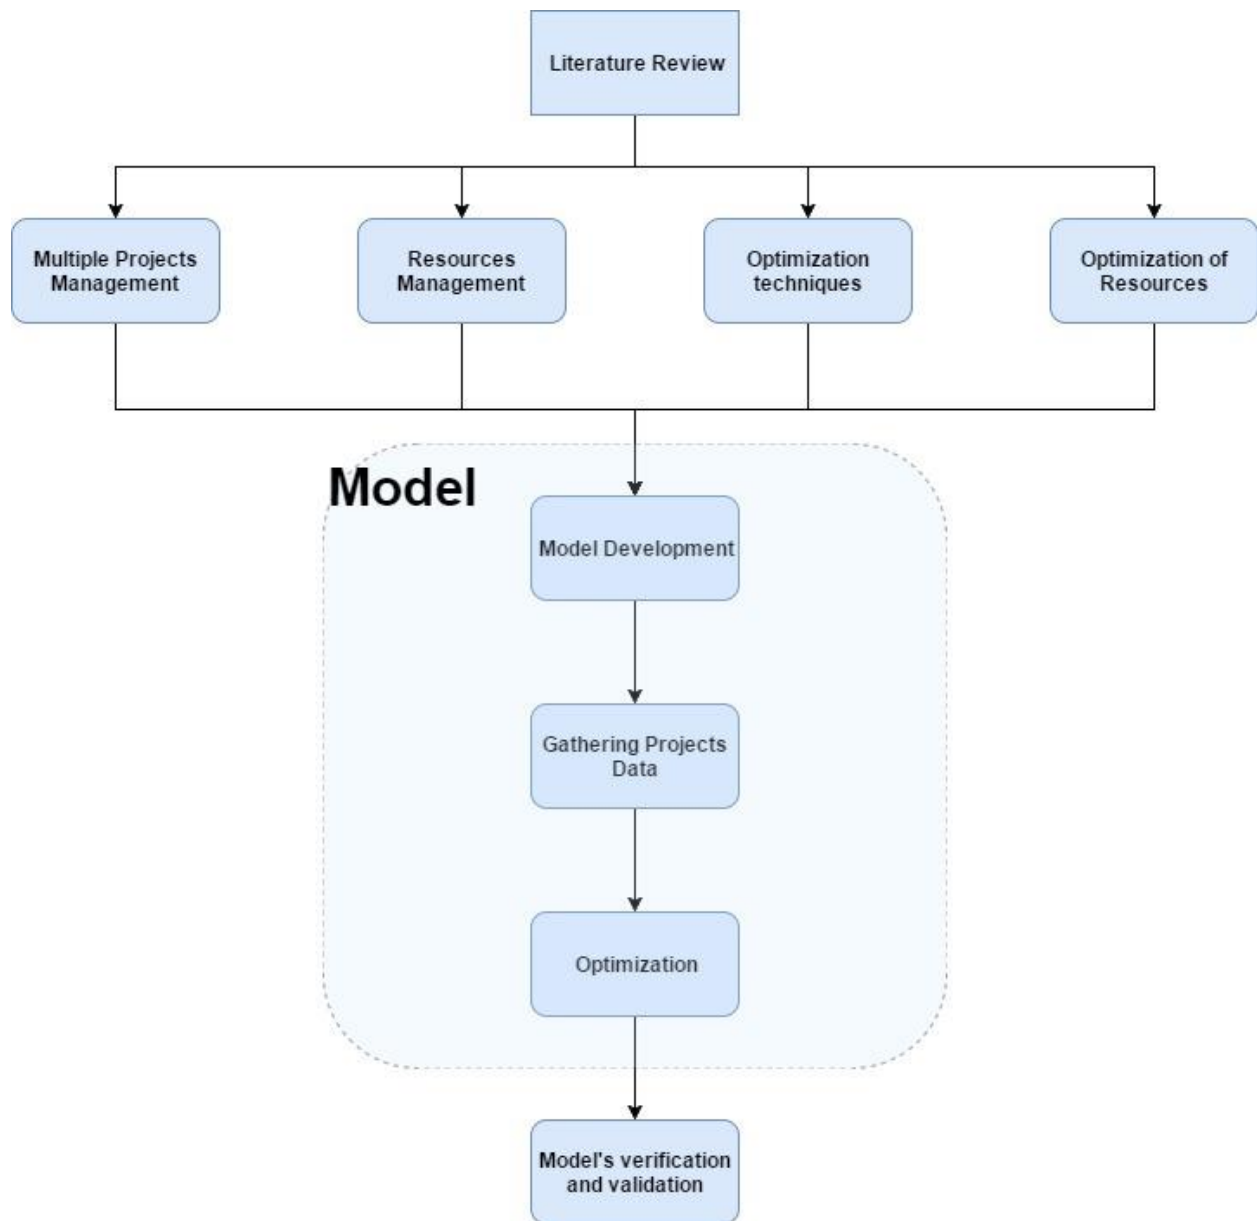 Literature Review
Multiple Projects
Management
Resources
Management
Optimization
techniques
Optimization of
Resources
Model
Model Development
Gathering Projects
Data
Optimization
Model's verification
and validation